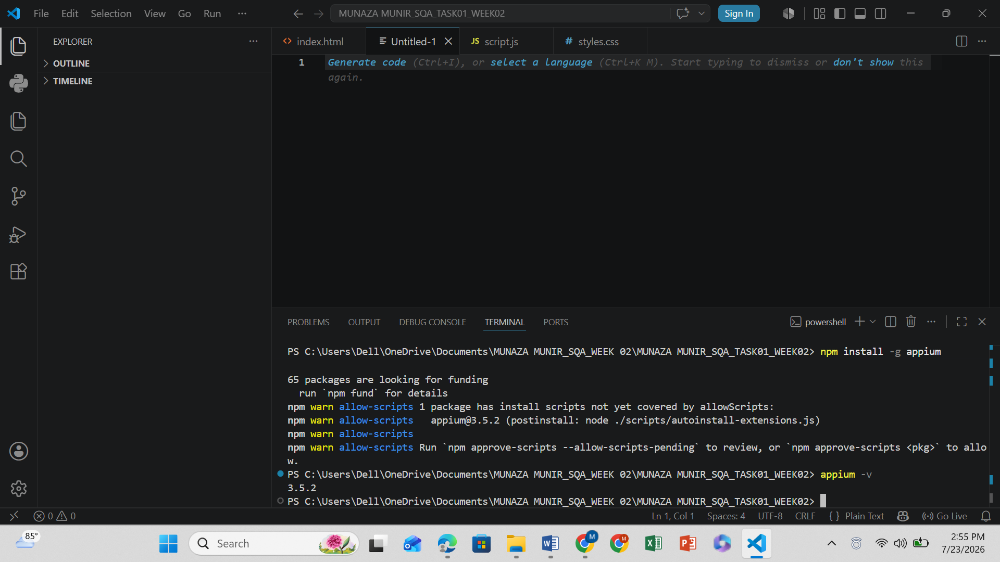 File Edit Selection View Go Run ···
MUNAZA MUNIR_SQA_TASK01_WEEK02
Sign In
EXPLORER
OUTLINE
TIMELINE
index.html
Untitled-1
JS script.js
# styles.css
1 Generate code (Ctrl+I), or select a language (Ctrl+K M). Start typing to dismiss or don't show this
again.
PROBLEMS OUTPUT DEBUG CONSOLE TERMINAL PORTS
powershell
PS C:\Users\Dell\OneDrive\Documents\MUNAZA MUNIR_SQA_WEEK 02\MUNAZA MUNIR_SQA_TASK01_WEEK02> npm install -g appium
65 packages are looking for funding
run `npm fund` for details
npm warn allow-scripts 1 package has install scripts not yet covered by allowScripts:
npm warn allow-scripts appium@3.5.2 (postinstall: node ./scripts/autoinstall-extensions.js)
npm warn allow-scripts
npm warn allow-scripts Run `npm approve-scripts --allow-scripts-pending` to review, or `npm approve-scripts <pkg>` to allo
w.
PS C:\Users\Dell\OneDrive\Documents\MUNAZA MUNIR_SQA_WEEK 02\MUNAZA MUNIR_SQA_TASK01_WEEK02> appium -v
3.5.2
PS C:\Users\Dell\OneDrive\Documents\MUNAZA MUNIR_SQA_WEEK 02\MUNAZA MUNIR_SQA_TASK01_WEEK02>
0 0
Ln 1, Col 1 Spaces: 4 UTF-8 CRLF { } Plain Text Go Live
85°
Search
M
M
2:55 PM
7/23/2026